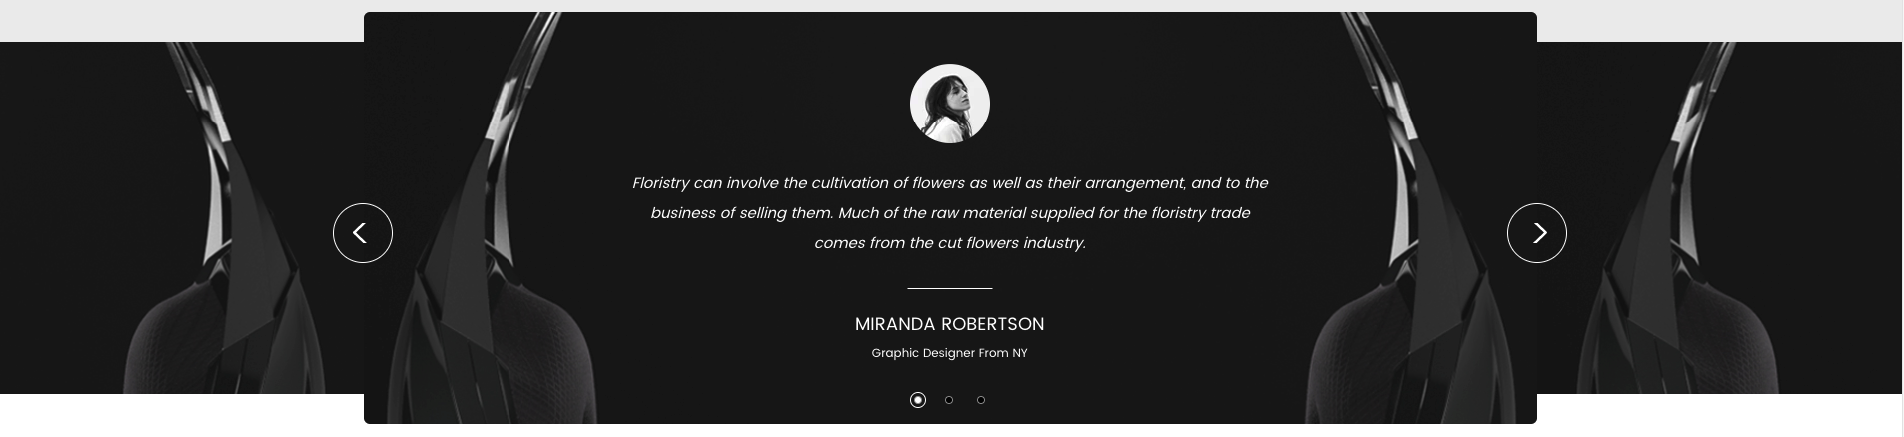 Floristry can involve the cultivation of flowers as well as their arrangement, and to the
business of selling them. Much of the raw material supplied for the floristry trade
comes from the cut flowers industry.
MIRANDA ROBERTSON
Graphic Designer From NY